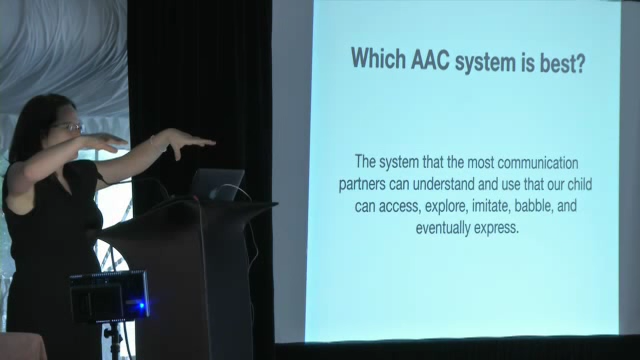 Which AAC system is best?
The system that the most communication
partners can understand and use that our child
can access, explore, imitate, babble, and
eventually express.